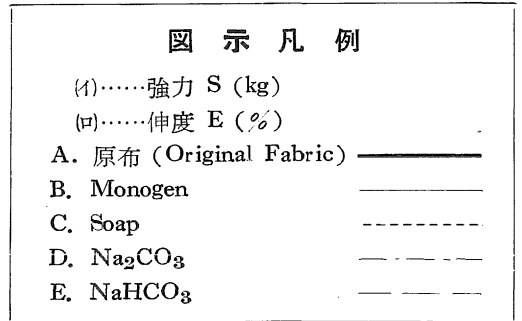 図示凡例
(イ)……強力 S (kg)
(ロ)……伸度 E (%)
A. 原布 (Original Fabric)
B. Monogen
C. Soap
D. Na₂CO₃
E. NaHCO₃